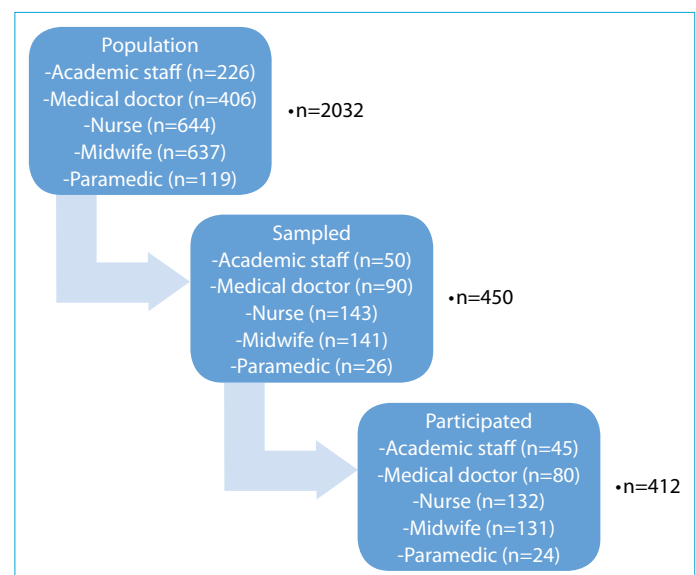 Population
-Academic staff (n=226)
-Medical doctor (n=406)
-Nurse (n=644)
-Midwife (n=637)
-Paramedic (n=119)
•n=2032
Sampled
-Academic staff (n=50)
-Medical doctor (n=90)
-Nurse (n=143)
-Midwife (n=141)
-Paramedic (n=26)
•n=450
Participated
-Academic staff (n=45)
-Medical doctor (n=80)
-Nurse (n=132)
-Midwife (n=131)
-Paramedic (n=24)
•n=412